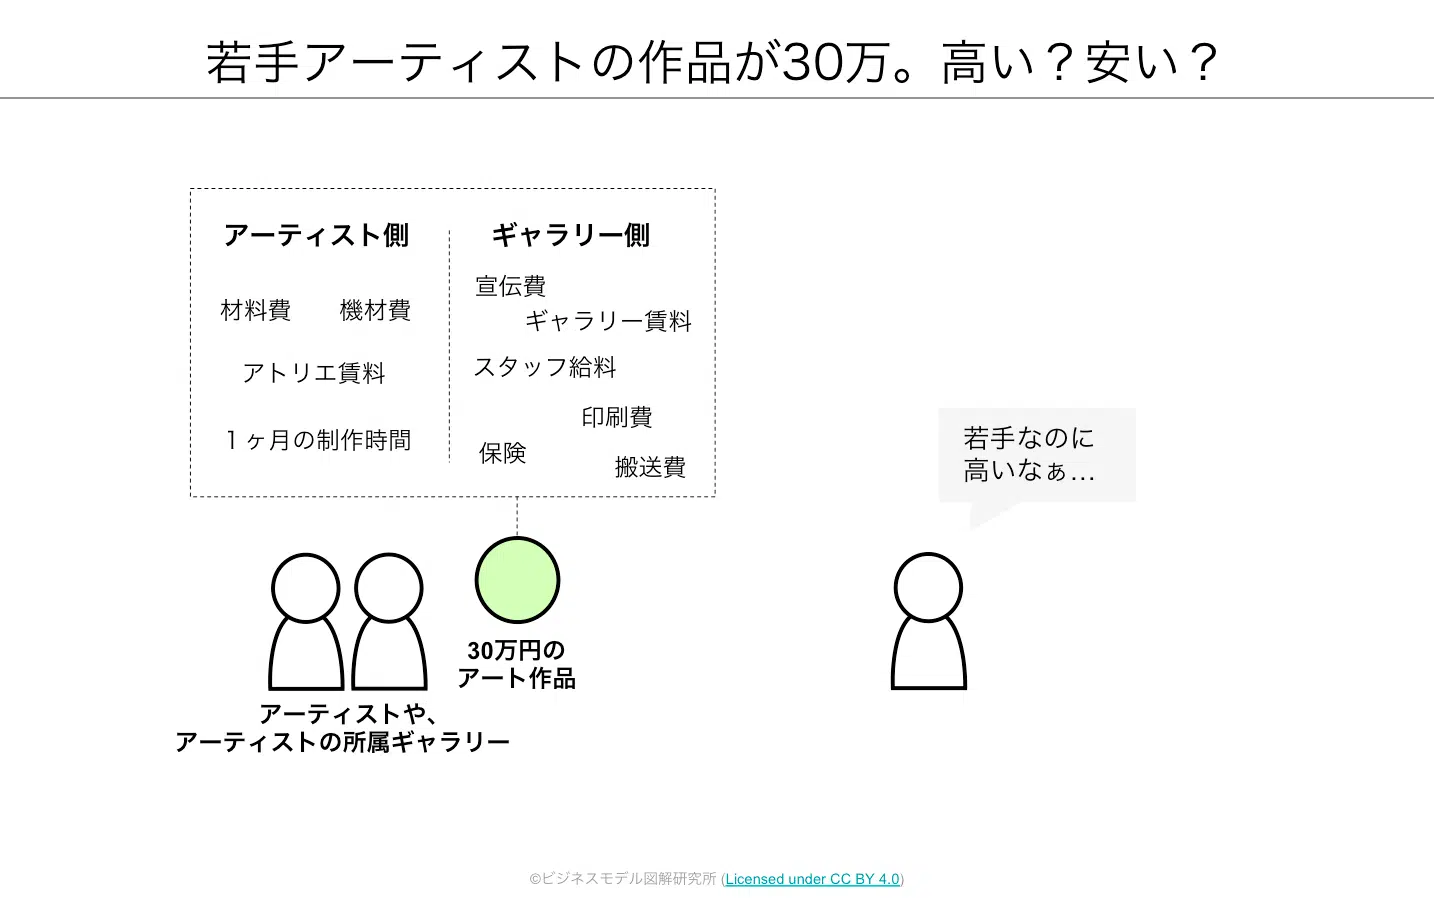 若手アーティストの作品が30万。高い？安い？
アーティスト側
材料費 機材費
アトリエ賃料
１ヶ月の制作時間
ギャラリー側
宣伝費
ギャラリー賃料
スタッフ給料
印刷費
保険
搬送費
若手なのに
高いなぁ…
30万円の
アート作品
アーティストや、
アーティストの所属ギャラリー
©ビジネスモデル図解研究所 (Licensed under CC BY 4.0)